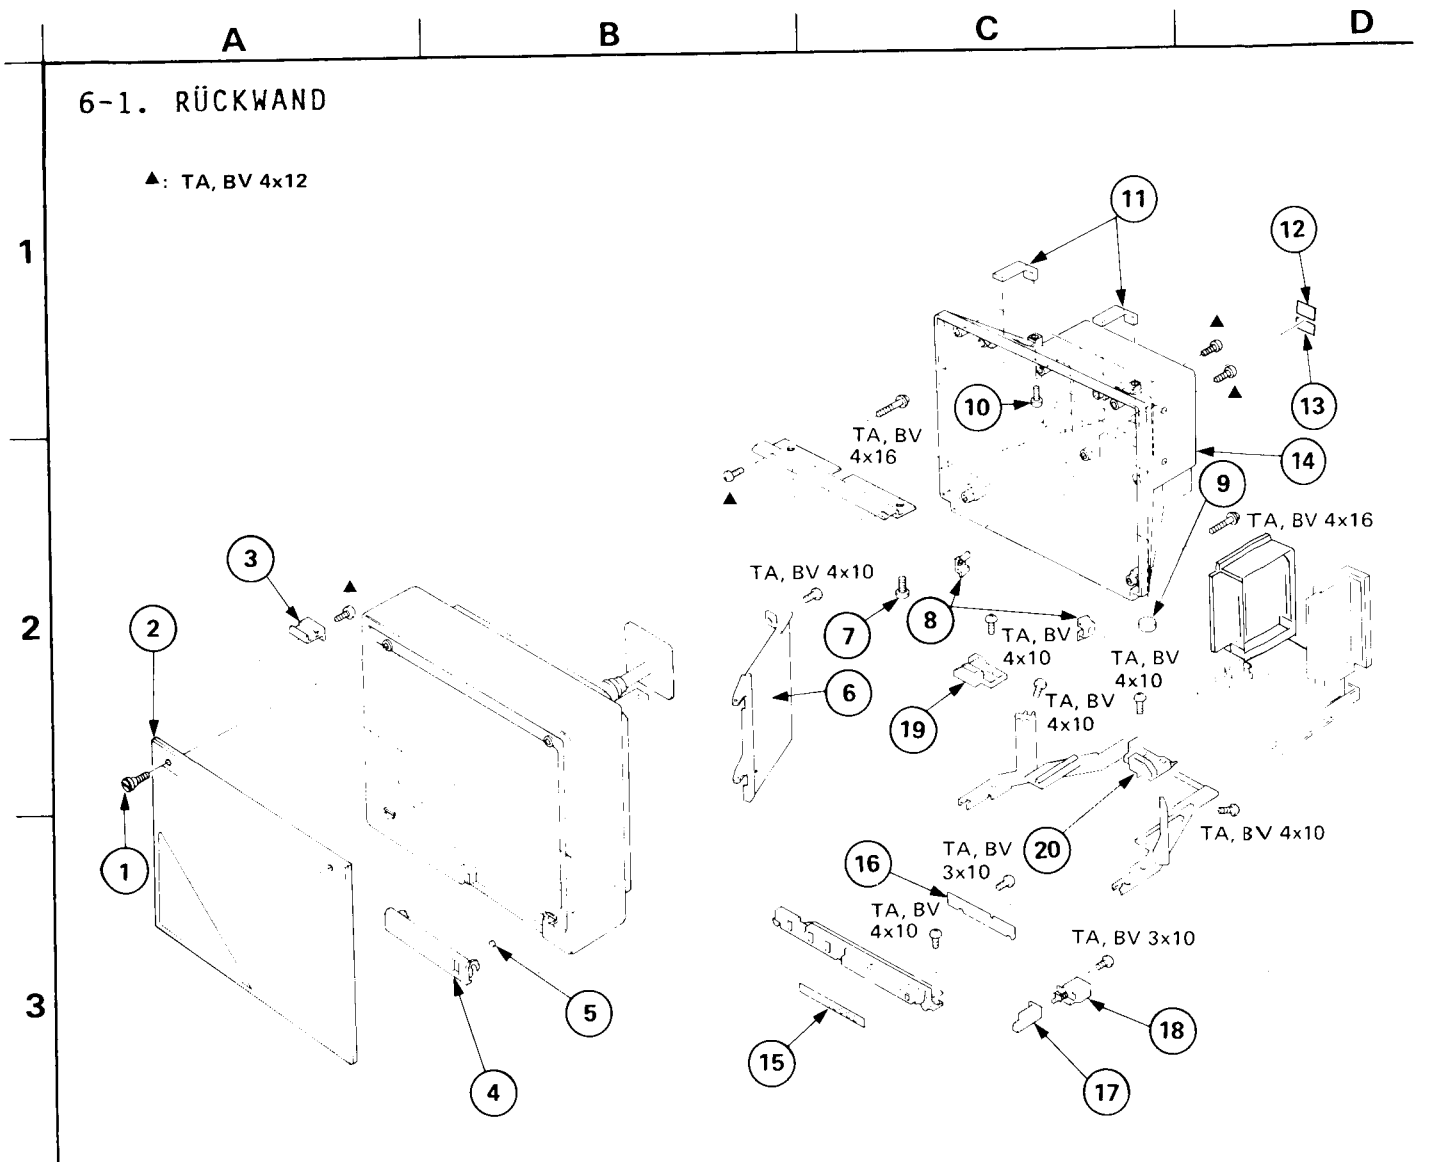 A B C D
6-1. RÜCKWAND
▲: TA, BV 4x12
1
11
12
▲
13
10
▲
TA, BV
4x16
14
9
▲
TA, BV 4x16
3
▲
TA, BV 4x10
2
2
7
8
TA, BV
4x10
TA, BV
4x10
6
19
TA, BV
4x10
1
20
TA, BV 4x10
16
TA, BV
3x10
TA, BV
4x10
TA, BV 3x10
3
5
18
15
4
17